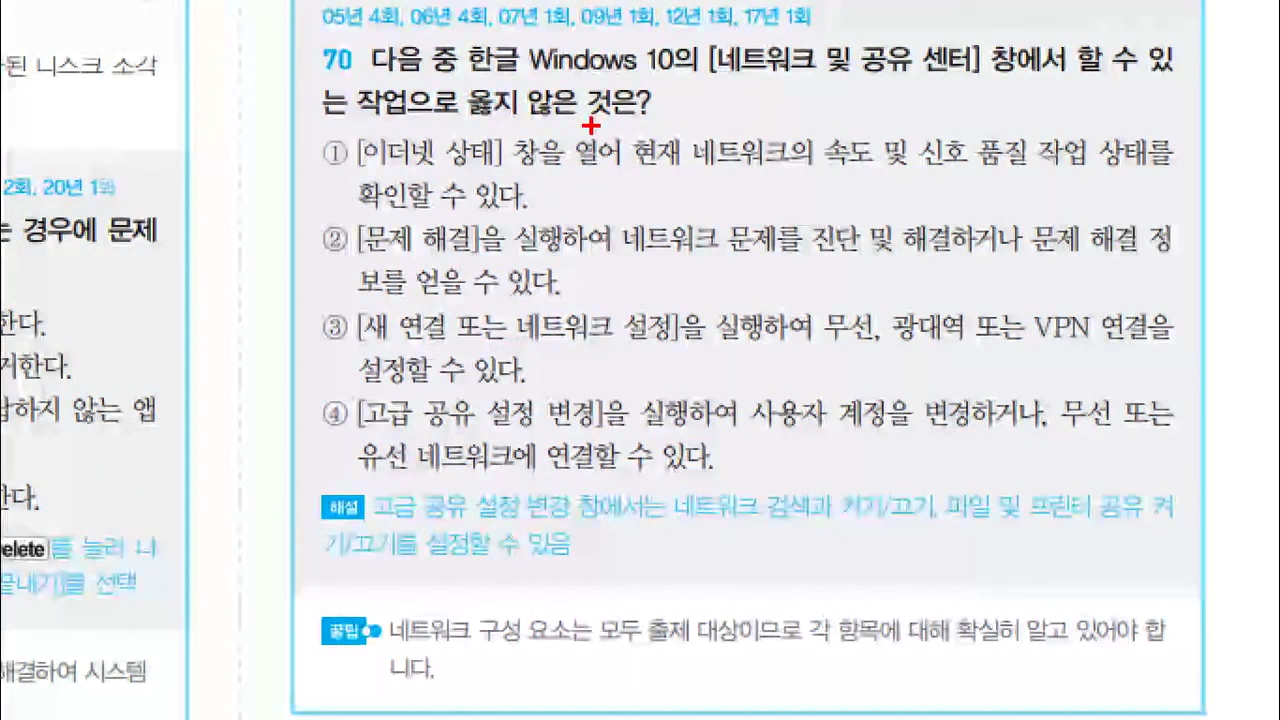 된 디스크 소각
2회, 20년 1회
는 경우에 문제
한다.
거한다.
답하지 않는 앱
한다.
Delete를 눌러 나
끝내기]를 선택
해결하여 시스템
05년 4회, 06년 4회, 07년 1회, 09년 1회, 12년 1회, 17년 1회
70 다음 중 한글 Windows 10의 [네트워크 및 공유 센터] 창에서 할 수 있
는 작업으로 옳지 않은 것은?
① [이더넷 상태] 창을 열어 현재 네트워크의 속도 및 신호 품질 작업 상태를
확인할 수 있다.
② [문제 해결]을 실행하여 네트워크 문제를 진단 및 해결하거나 문제 해결 정
보를 얻을 수 있다.
③ [새 연결 또는 네트워크 설정]을 실행하여 무선, 광대역 또는 VPN 연결을
설정할 수 있다.
④ [고급 공유 설정 변경]을 실행하여 사용자 계정을 변경하거나, 무선 또는
유선 네트워크에 연결할 수 있다.
해설 고급 공유 설정 변경 창에서는 네트워크 검색과 켜기/끄기, 파일 및 프린터 공유 켜
기/끄기를 설정할 수 있음
꿀팁 네트워크 구성 요소는 모두 출제 대상이므로 각 항목에 대해 확실히 알고 있어야 합
니다.